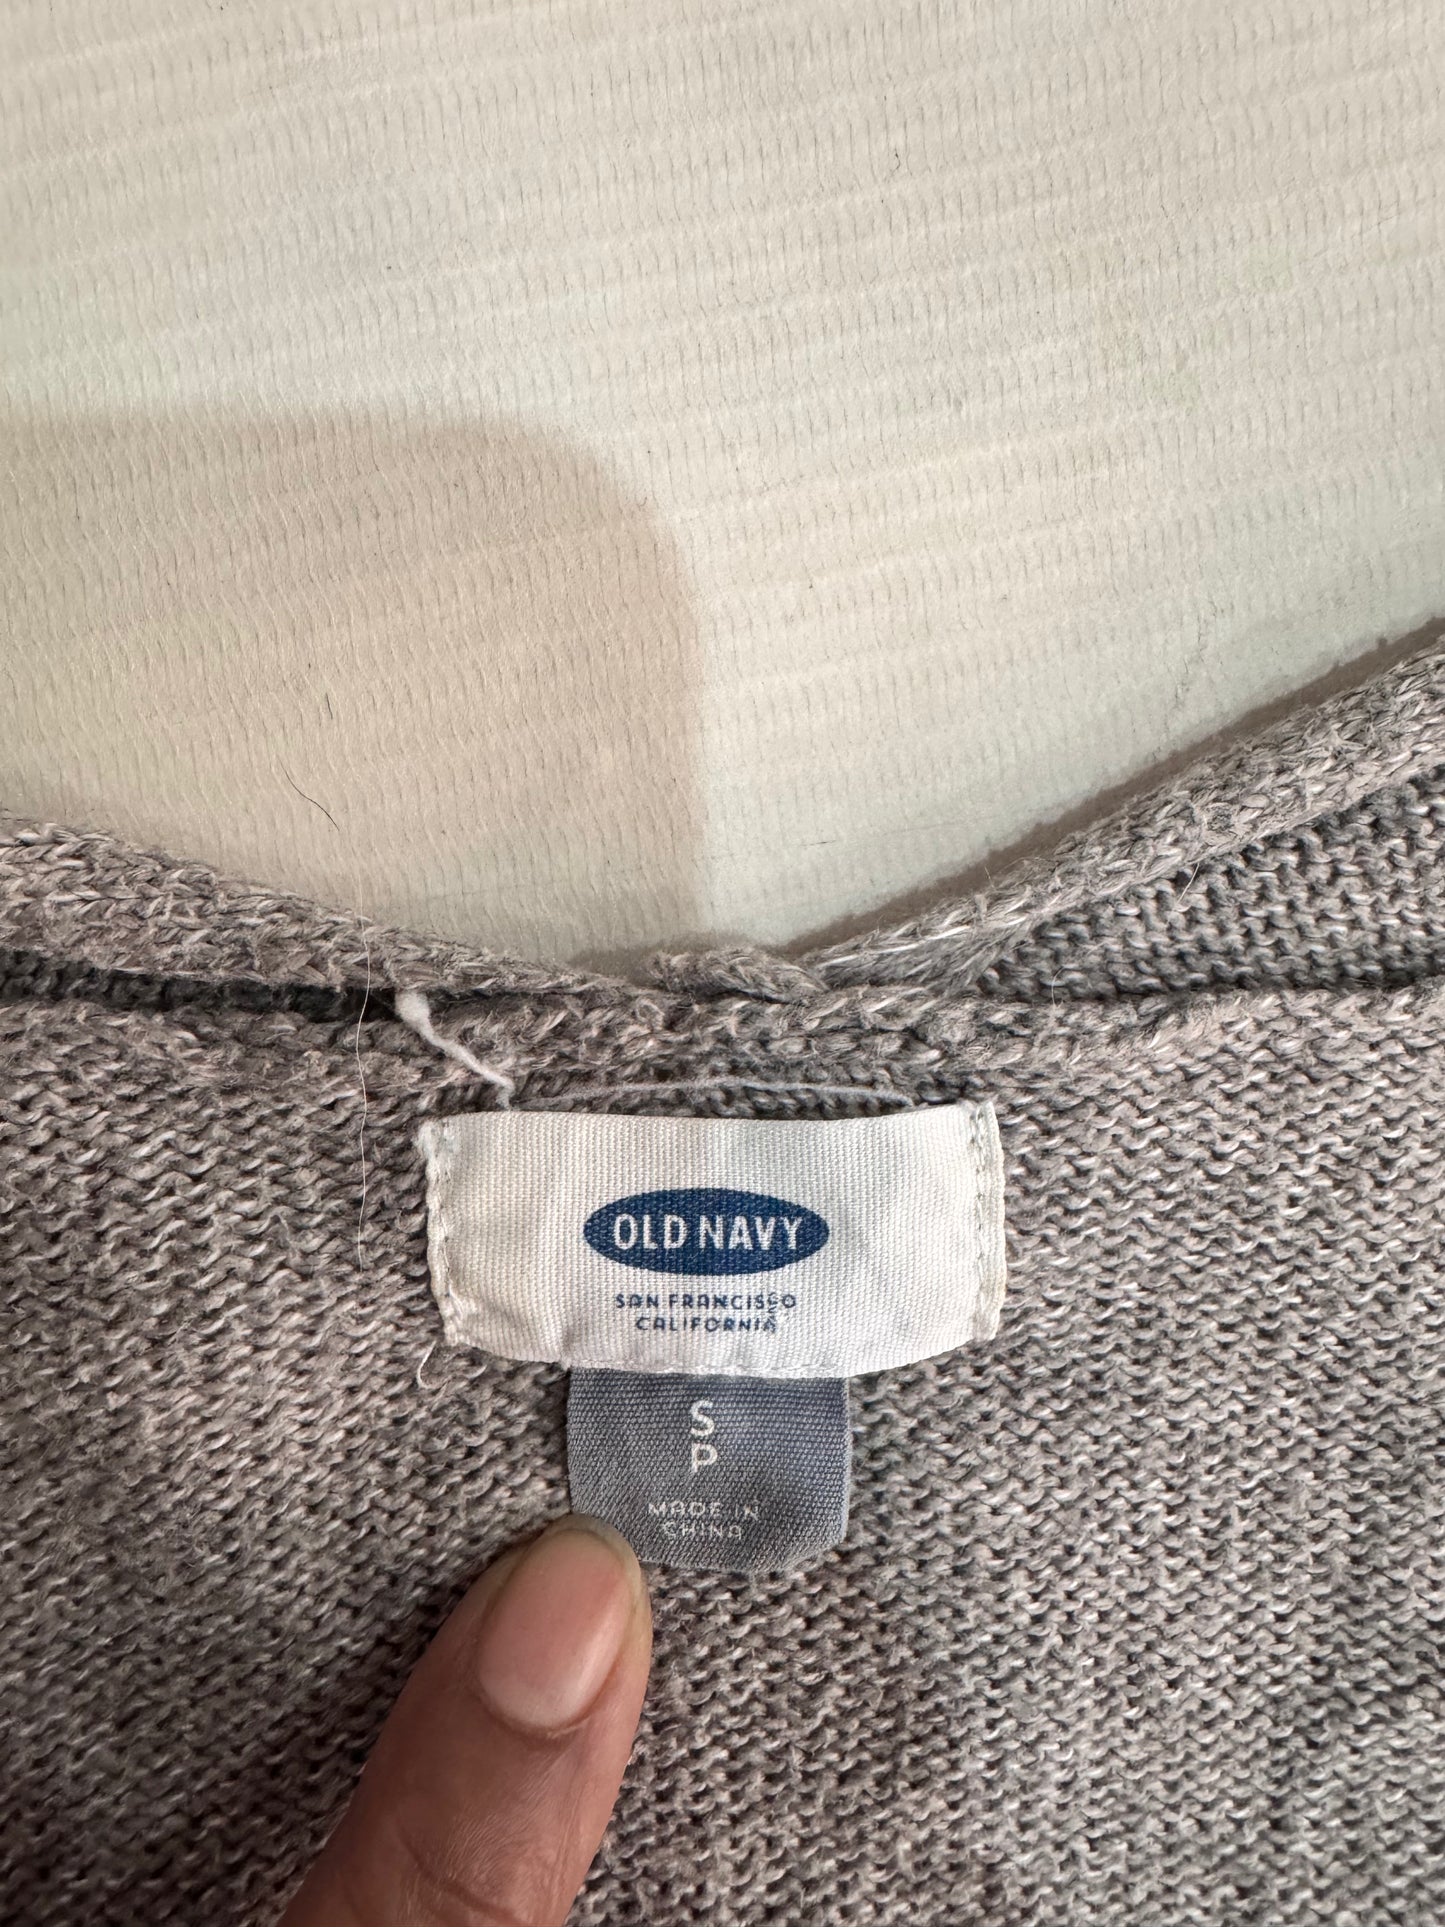 OLD NAVY
SAN FRANCISCO
CALIFORNIA
S
P
MADE IN
CHINA